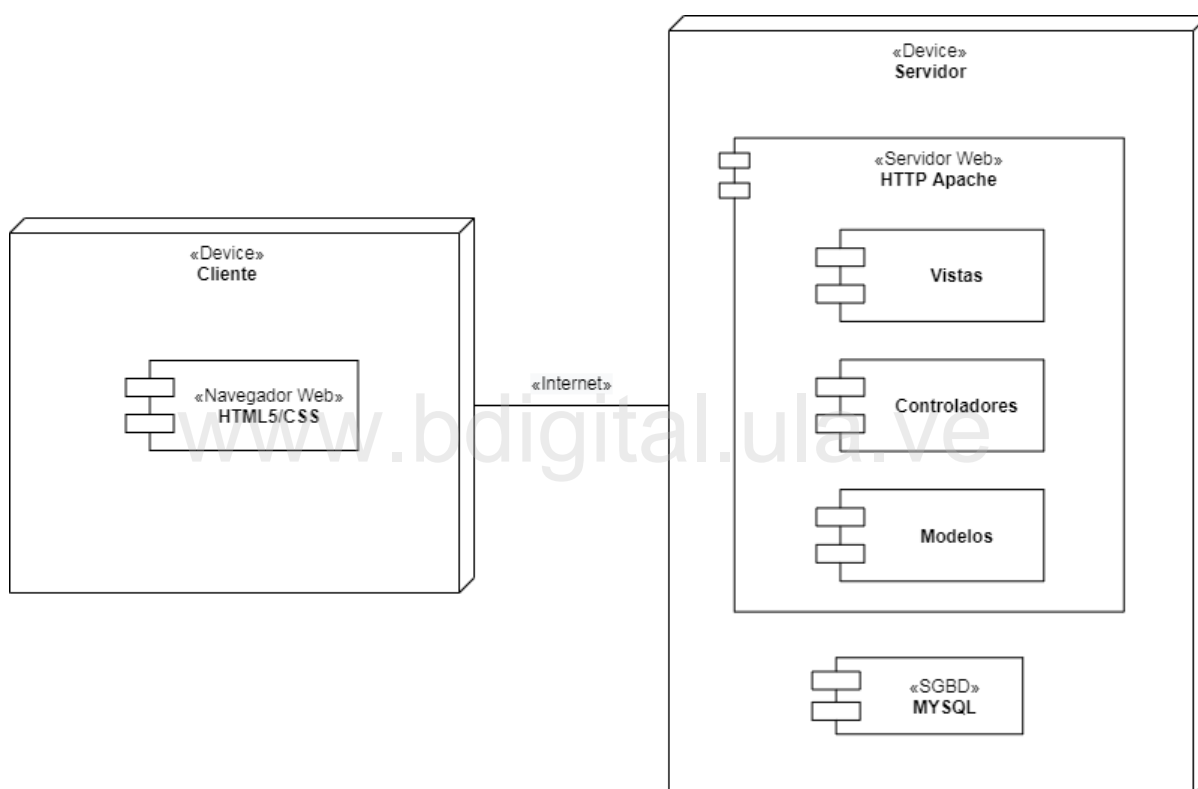 «Device»
Servidor
«Servidor Web»
HTTP Apache
Vistas
«Device»
Cliente
«Internet»
«Navegador Web»
HTML5/CSS
Controladores
www.bdigital.ula.ve
Modelos
«SGBD»
MYSQL